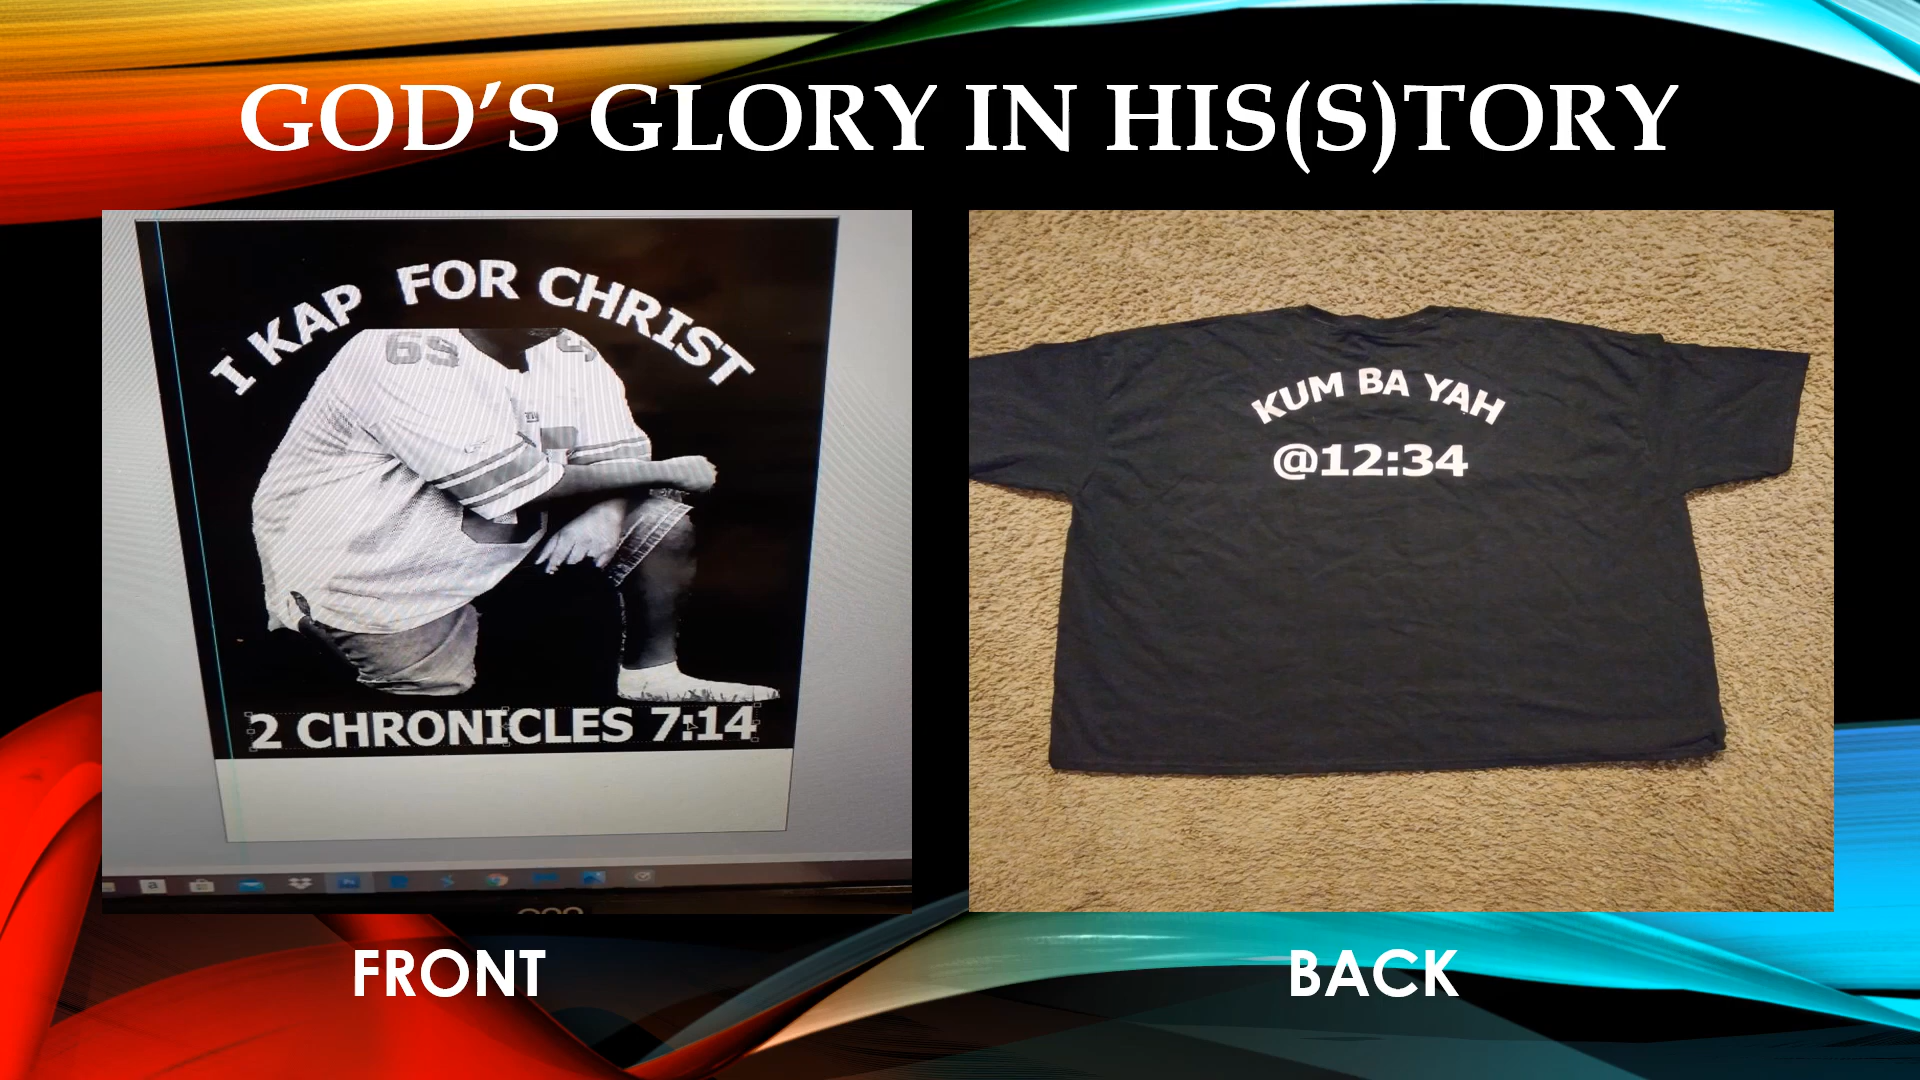 GOD’S GLORY IN HIS(S)TORY
I KAP FOR CHRIST
2 CHRONICLES 7:14
KUM BA YAH
@12:34
FRONT
BACK